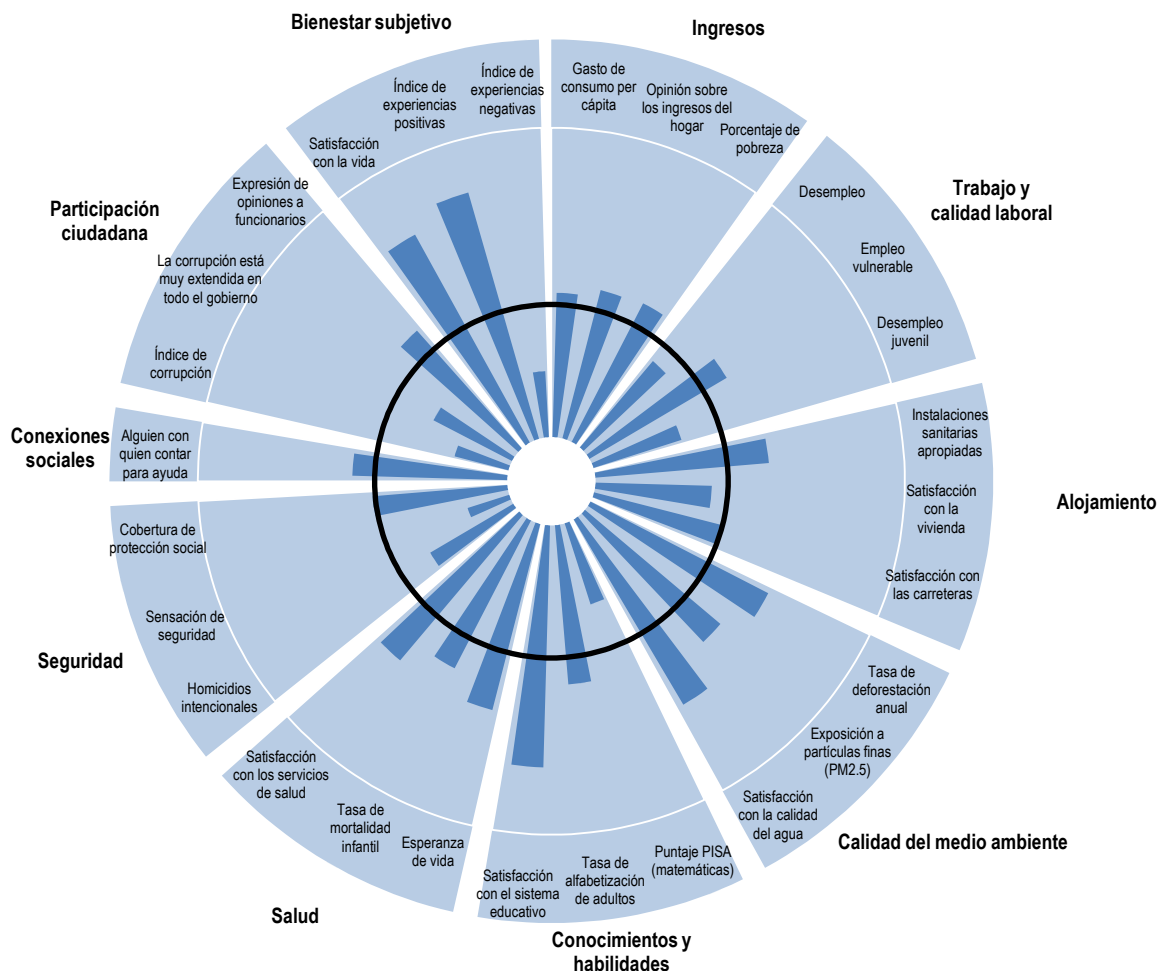 Bienestar subjetivo
Índice de
experiencias
negativas
Índice de
experiencias
positivas
Satisfacción
con la vida
Ingresos
Gasto de
consumo per
cápita
Opinión sobre
los ingresos del
hogar
Porcentaje de
pobreza
Trabajo y
calidad laboral
Desempleo
Empleo
vulnerable
Desempleo
juvenil
Alojamiento
Instalaciones
sanitarias
apropiadas
Satisfacción
con la
vivienda
Satisfacción con
las carreteras
Calidad del medio ambiente
Tasa de
deforestación
anual
Exposición a
partículas finas
(PM2.5)
Satisfacción
con la calidad
del agua
Conocimientos y
habilidades
Puntaje PISA
(matemáticas)
Tasa de
alfabetización
de adultos
Satisfacción
con el sistema
educativo
Salud
Esperanza
de vida
Tasa de
mortalidad
infantil
Satisfacción
con los servicios
de salud
Seguridad
Homicidios
intencionales
Sensación de
seguridad
Cobertura de
protección social
Conexiones
sociales
Alguien con
quien contar
para ayuda
Participación
ciudadana
Índice de
corrupción
La corrupción está
muy extendida en
todo el gobierno
Expresión de
opiniones a
funcionarios